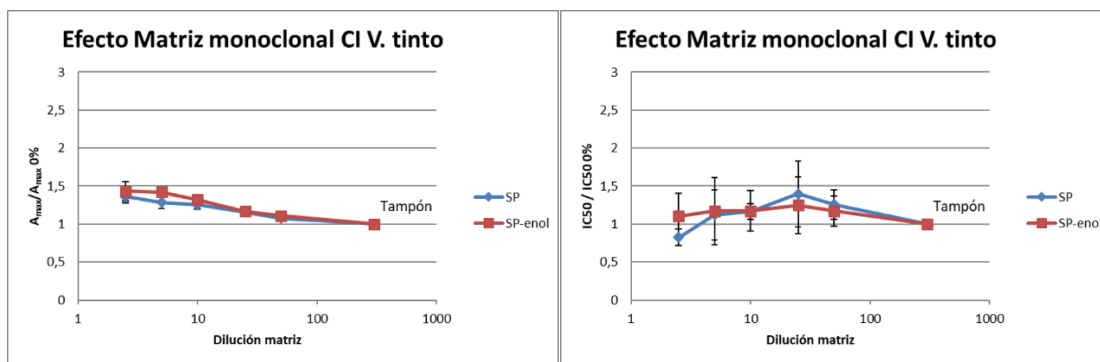 Efecto Matriz monoclonal CI V. tinto
3
2,5
2
1,5
1
0,5
0
Amax/Amax 0%
Tampón
SP
SP-enol
1 10 100 1000
Dilución matriz
Efecto Matriz monoclonal CI V. tinto
3
2,5
2
1,5
1
0,5
0
IC50 / IC50 0%
Tampón
SP
SP-enol
1 10 100 1000
Dilución matriz